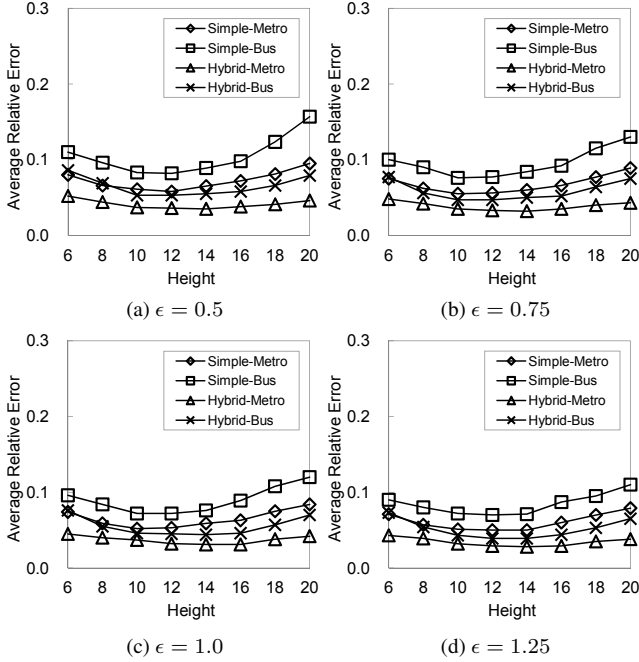 0.3
0.2
0.1
0.0
Average Relative Error
Simple-Metro
Simple-Bus
Hybrid-Metro
Hybrid-Bus
6 8 10 12 14 16 18 20
Height
(a) ϵ = 0.5
0.3
0.2
0.1
0.0
Average Relative Error
Simple-Metro
Simple-Bus
Hybrid-Metro
Hybrid-Bus
6 8 10 12 14 16 18 20
Height
(b) ϵ = 0.75
0.3
0.2
0.1
0.0
Average Relative Error
Simple-Metro
Simple-Bus
Hybrid-Metro
Hybrid-Bus
6 8 10 12 14 16 18 20
Height
(c) ϵ = 1.0
0.3
0.2
0.1
0.0
Average Relative Error
Simple-Metro
Simple-Bus
Hybrid-Metro
Hybrid-Bus
6 8 10 12 14 16 18 20
Height
(d) ϵ = 1.25